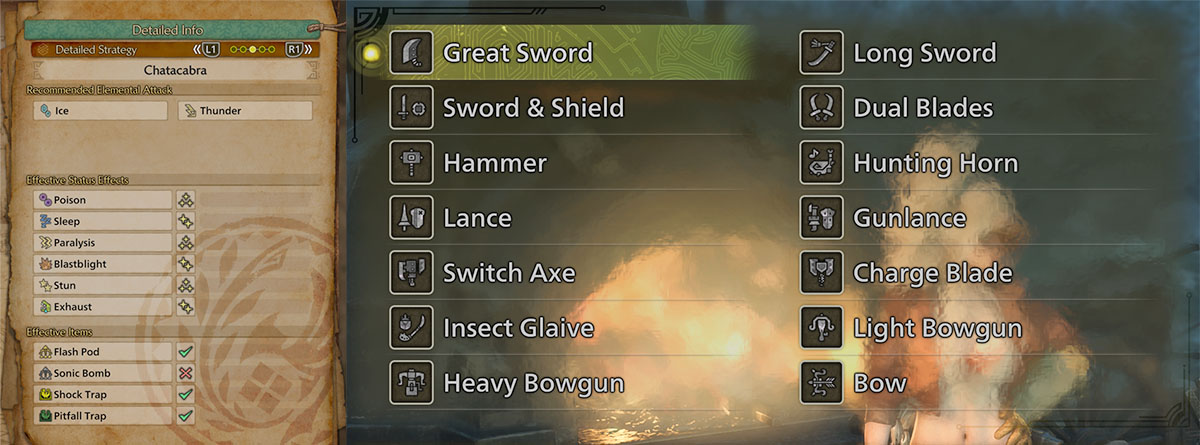 Detailed Info
Detailed Strategy L1 R1
Chatacabra
Recommended Elemental Attack
Ice Thunder
Effective Status Effects
Poison
Sleep
Paralysis
Blastblight
Stun
Exhaust
Effective Items
Flash Pod
Sonic Bomb
Shock Trap
Pitfall Trap
Great Sword Long Sword
Sword & Shield Dual Blades
Hammer Hunting Horn
Lance Gunlance
Switch Axe Charge Blade
Insect Glaive Light Bowgun
Heavy Bowgun Bow